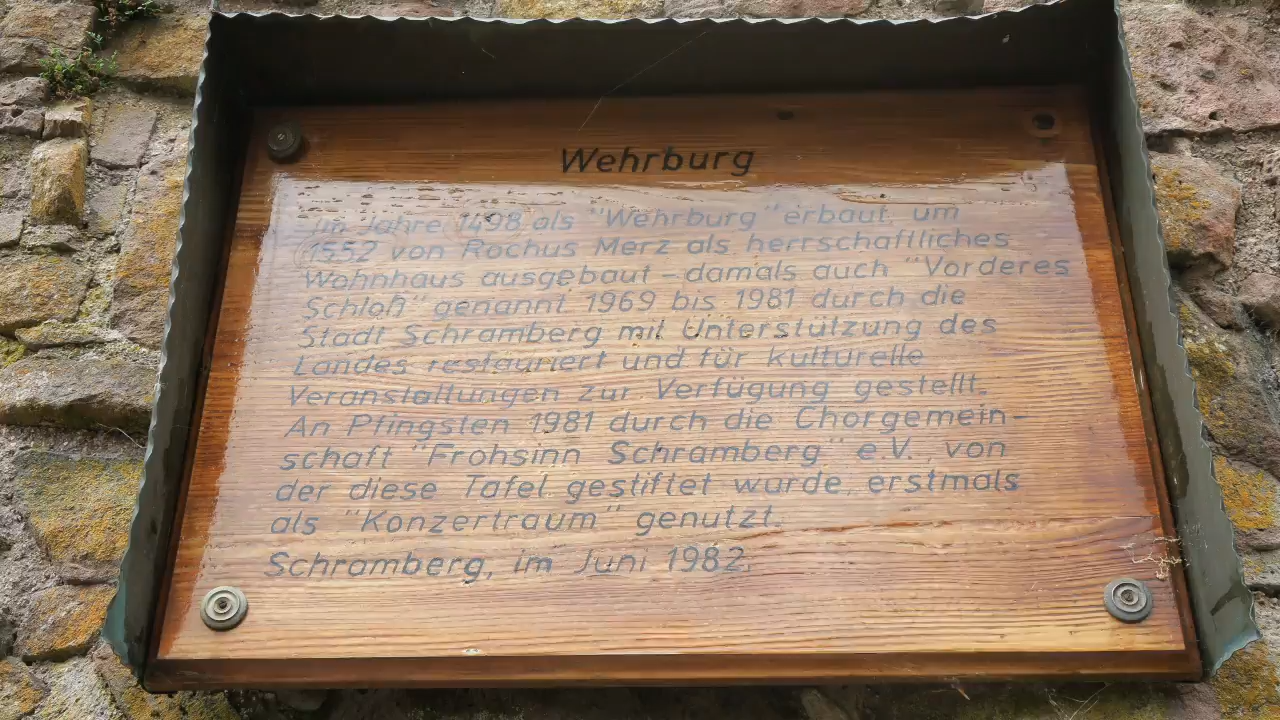 Wehrburg
Im Jahre 1498 als "Wehrburg" erbaut, um
1552 von Rochus Merz als herrschaftliches
Wohnhaus ausgebaut - damals auch "Vorderes
Schloß" genannt. 1969 bis 1981 durch die
Stadt Schramberg mit Unterstützung des
Landes restauriert und für kulturelle
Veranstaltungen zur Verfügung gestellt.
An Pfingsten 1981 durch die Chorgemein-
schaft "Frohsinn Schramberg" e.V., von
der diese Tafel gestiftet wurde, erstmals
als "Konzertraum" genutzt.
Schramberg, im Juni 1982.